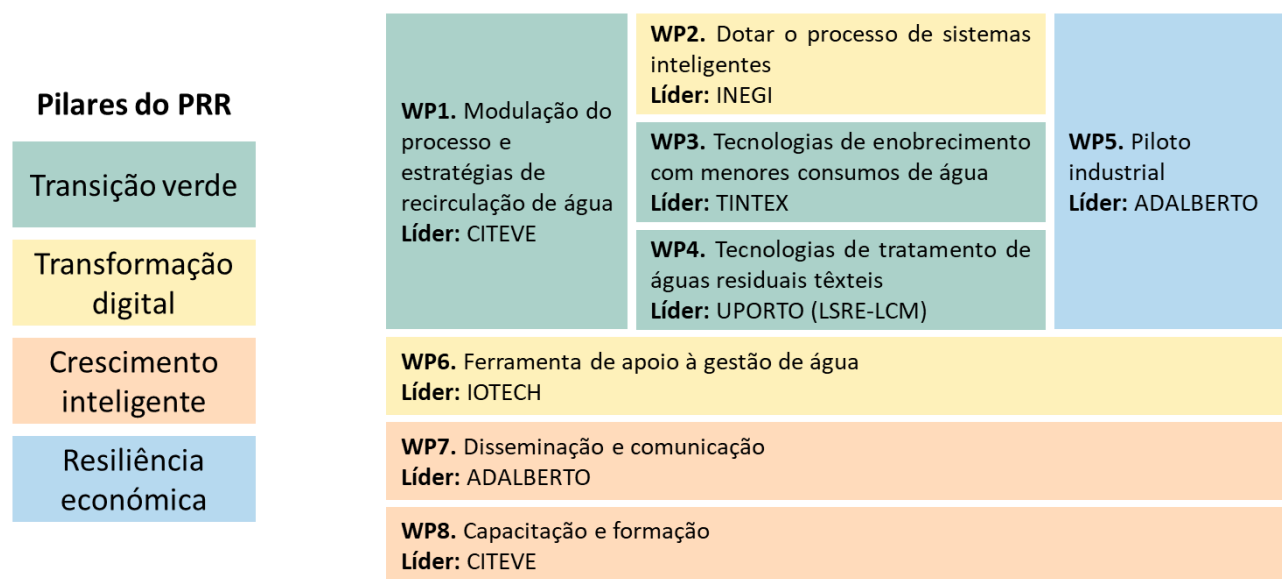 Pilares do PRR
Transição verde
Transformação
digital
Crescimento
inteligente
Resiliência
económica
WP1. Modulação do
processo e
estratégias de
recirculação de água
Líder: CITEVE
WP2. Dotar o processo de sistemas
inteligentes
Líder: INEGI
WP3. Tecnologias de enobrecimento
com menores consumos de água
Líder: TINTEX
WP4. Tecnologias de tratamento de
águas residuais têxteis
Líder: UPORTO (LSRE-LCM)
WP5. Piloto
industrial
Líder: ADALBERTO
WP6. Ferramenta de apoio à gestão de água
Líder: IOTECH
WP7. Disseminação e comunicação
Líder: ADALBERTO
WP8. Capacitação e formação
Líder: CITEVE